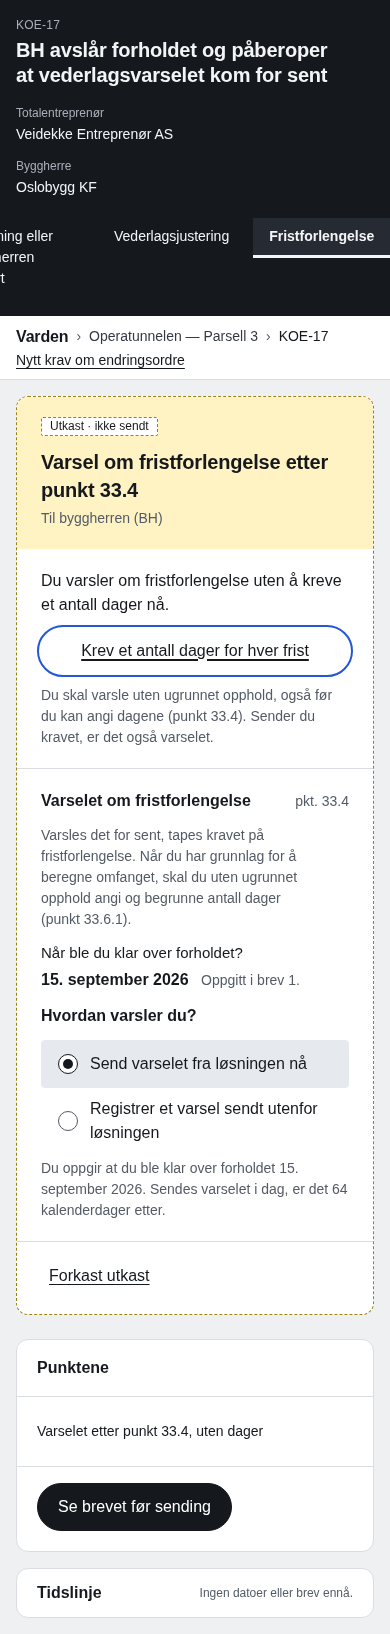 KOE-17
BH avslår forholdet og påberoper
at vederlagsvarselet kom for sent
Totalentreprenør
Veidekke Entreprenør AS
Byggherre
Oslobygg KF
ning eller
Vederlagsjustering
Fristforlengelse
Varden › Operatunnelen — Parsell 3 › KOE-17
Nytt krav om endringsordre
Utkast · ikke sendt
Varsel om fristforlengelse etter
punkt 33.4
Til byggherren (BH)
Du varsler om fristforlengelse uten å kreve
et antall dager nå.
Krev et antall dager for hver frist
Du skal varsle uten ugrunnet opphold, også før
du kan angi dagene (punkt 33.4). Sender du
kravet, er det også varselet.
Varselet om fristforlengelse pkt. 33.4
Varsles det for sent, tapes kravet på
fristforlengelse. Når du har grunnlag for å
beregne omfanget, skal du uten ugrunnet
opphold angi og begrunne antall dager
(punkt 33.6.1).
Når ble du klar over forholdet?
15. september 2026 Oppgitt i brev 1.
Hvordan varsler du?
Send varselet fra løsningen nå
Registrer et varsel sendt utenfor
løsningen
Du oppgir at du ble klar over forholdet 15.
september 2026. Sendes varselet i dag, er det 64
kalenderdager etter.
Forkast utkast
Punktene
Varselet etter punkt 33.4, uten dager
Se brevet før sending
Tidslinje Ingen datoer eller brev ennå.